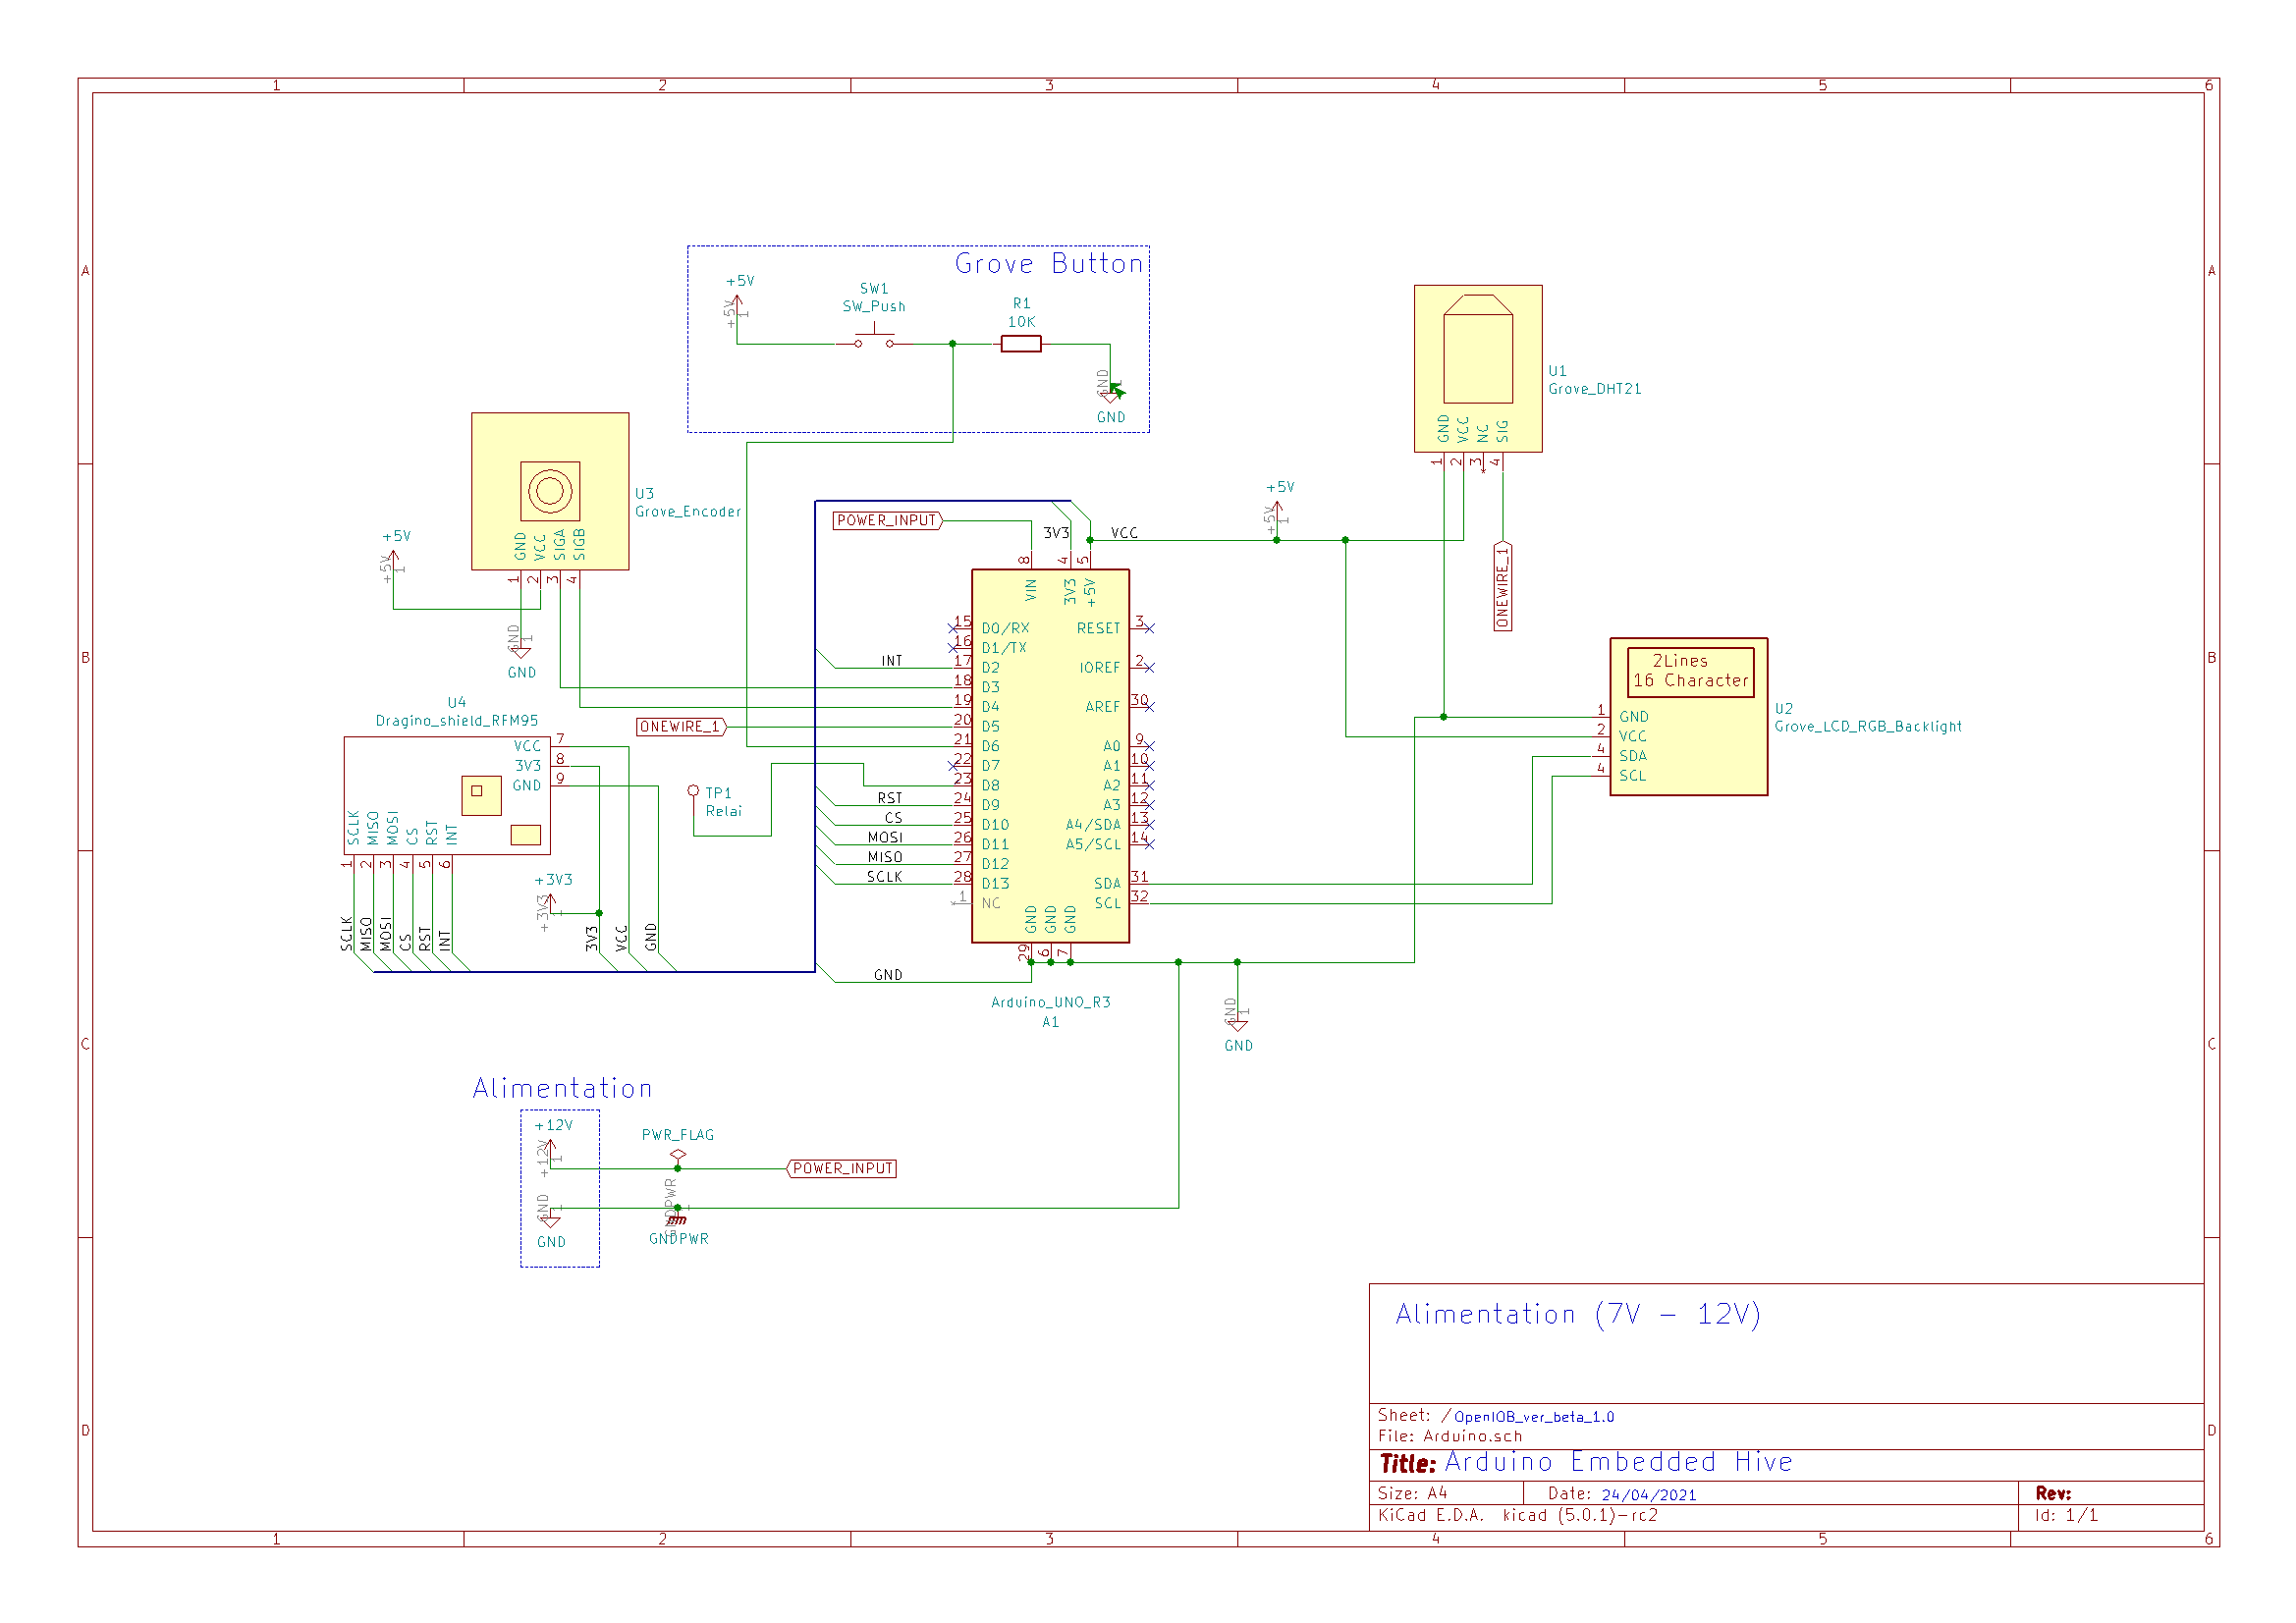 1 2 3 4 5 6
A A
Grove Button
+5V
+5V
1
SW1
SW_Push
R1
10K
GND
1
GND
U1
Grove_DHT21
GND VCC NC SIG
1 2 3 4
U3
Grove_Encoder
GND VCC SIGA SIGB
1 2 3 4
+5V
+5V
1
GND
1
GND
+5V
+5V
1
POWER_INPUT
3V3
VCC
ONEWIRE_1
8 4 5
VIN 3V3 +5V
15 D0/RX
16 D1/TX
INT 17 D2
18 D3
19 D4
ONEWIRE_1 20 D5
21 D6
22 D7
23 D8
RST 24 D9
CS 25 D10
MOSI 26 D11
MISO 27 D12
SCLK 28 D13
1 NC
RESET 3
IOREF 2
AREF 30
A0 9
A1 10
A2 11
A3 12
A4/SDA 13
A5/SCL 14
SDA 31
SCL 32
GND GND GND
29 6 7
GND
Arduino_UNO_R3
A1
B B
2Lines
16 Character
1 GND
2 VCC
4 SDA
4 SCL
U2
Grove_LCD_RGB_Backlight
U4
Dragino_shield_RFM95
VCC 7
3V3 8
GND 9
SCLK MISO MOSI CS RST INT
1 2 3 4 5 6
SCLK MISO MOSI CS RST INT
TP1
Relai
+3V3
+3V3
1
3V3 VCC GND
GND
1
GND
C C
Alimentation
+12V
+12V
1
PWR_FLAG
POWER_INPUT
GND
1
GND
GNDPWR
1
GNDPWR
D D
Alimentation (7V - 12V)
Sheet: /OpenIOB_ver_beta_1.0
File: Arduino.sch
Title: Arduino Embedded Hive
Size: A4 Date: 24/04/2021 Rev:
KiCad E.D.A. kicad (5.0.1)-rc2 Id: 1/1
1 2 3 4 5 6